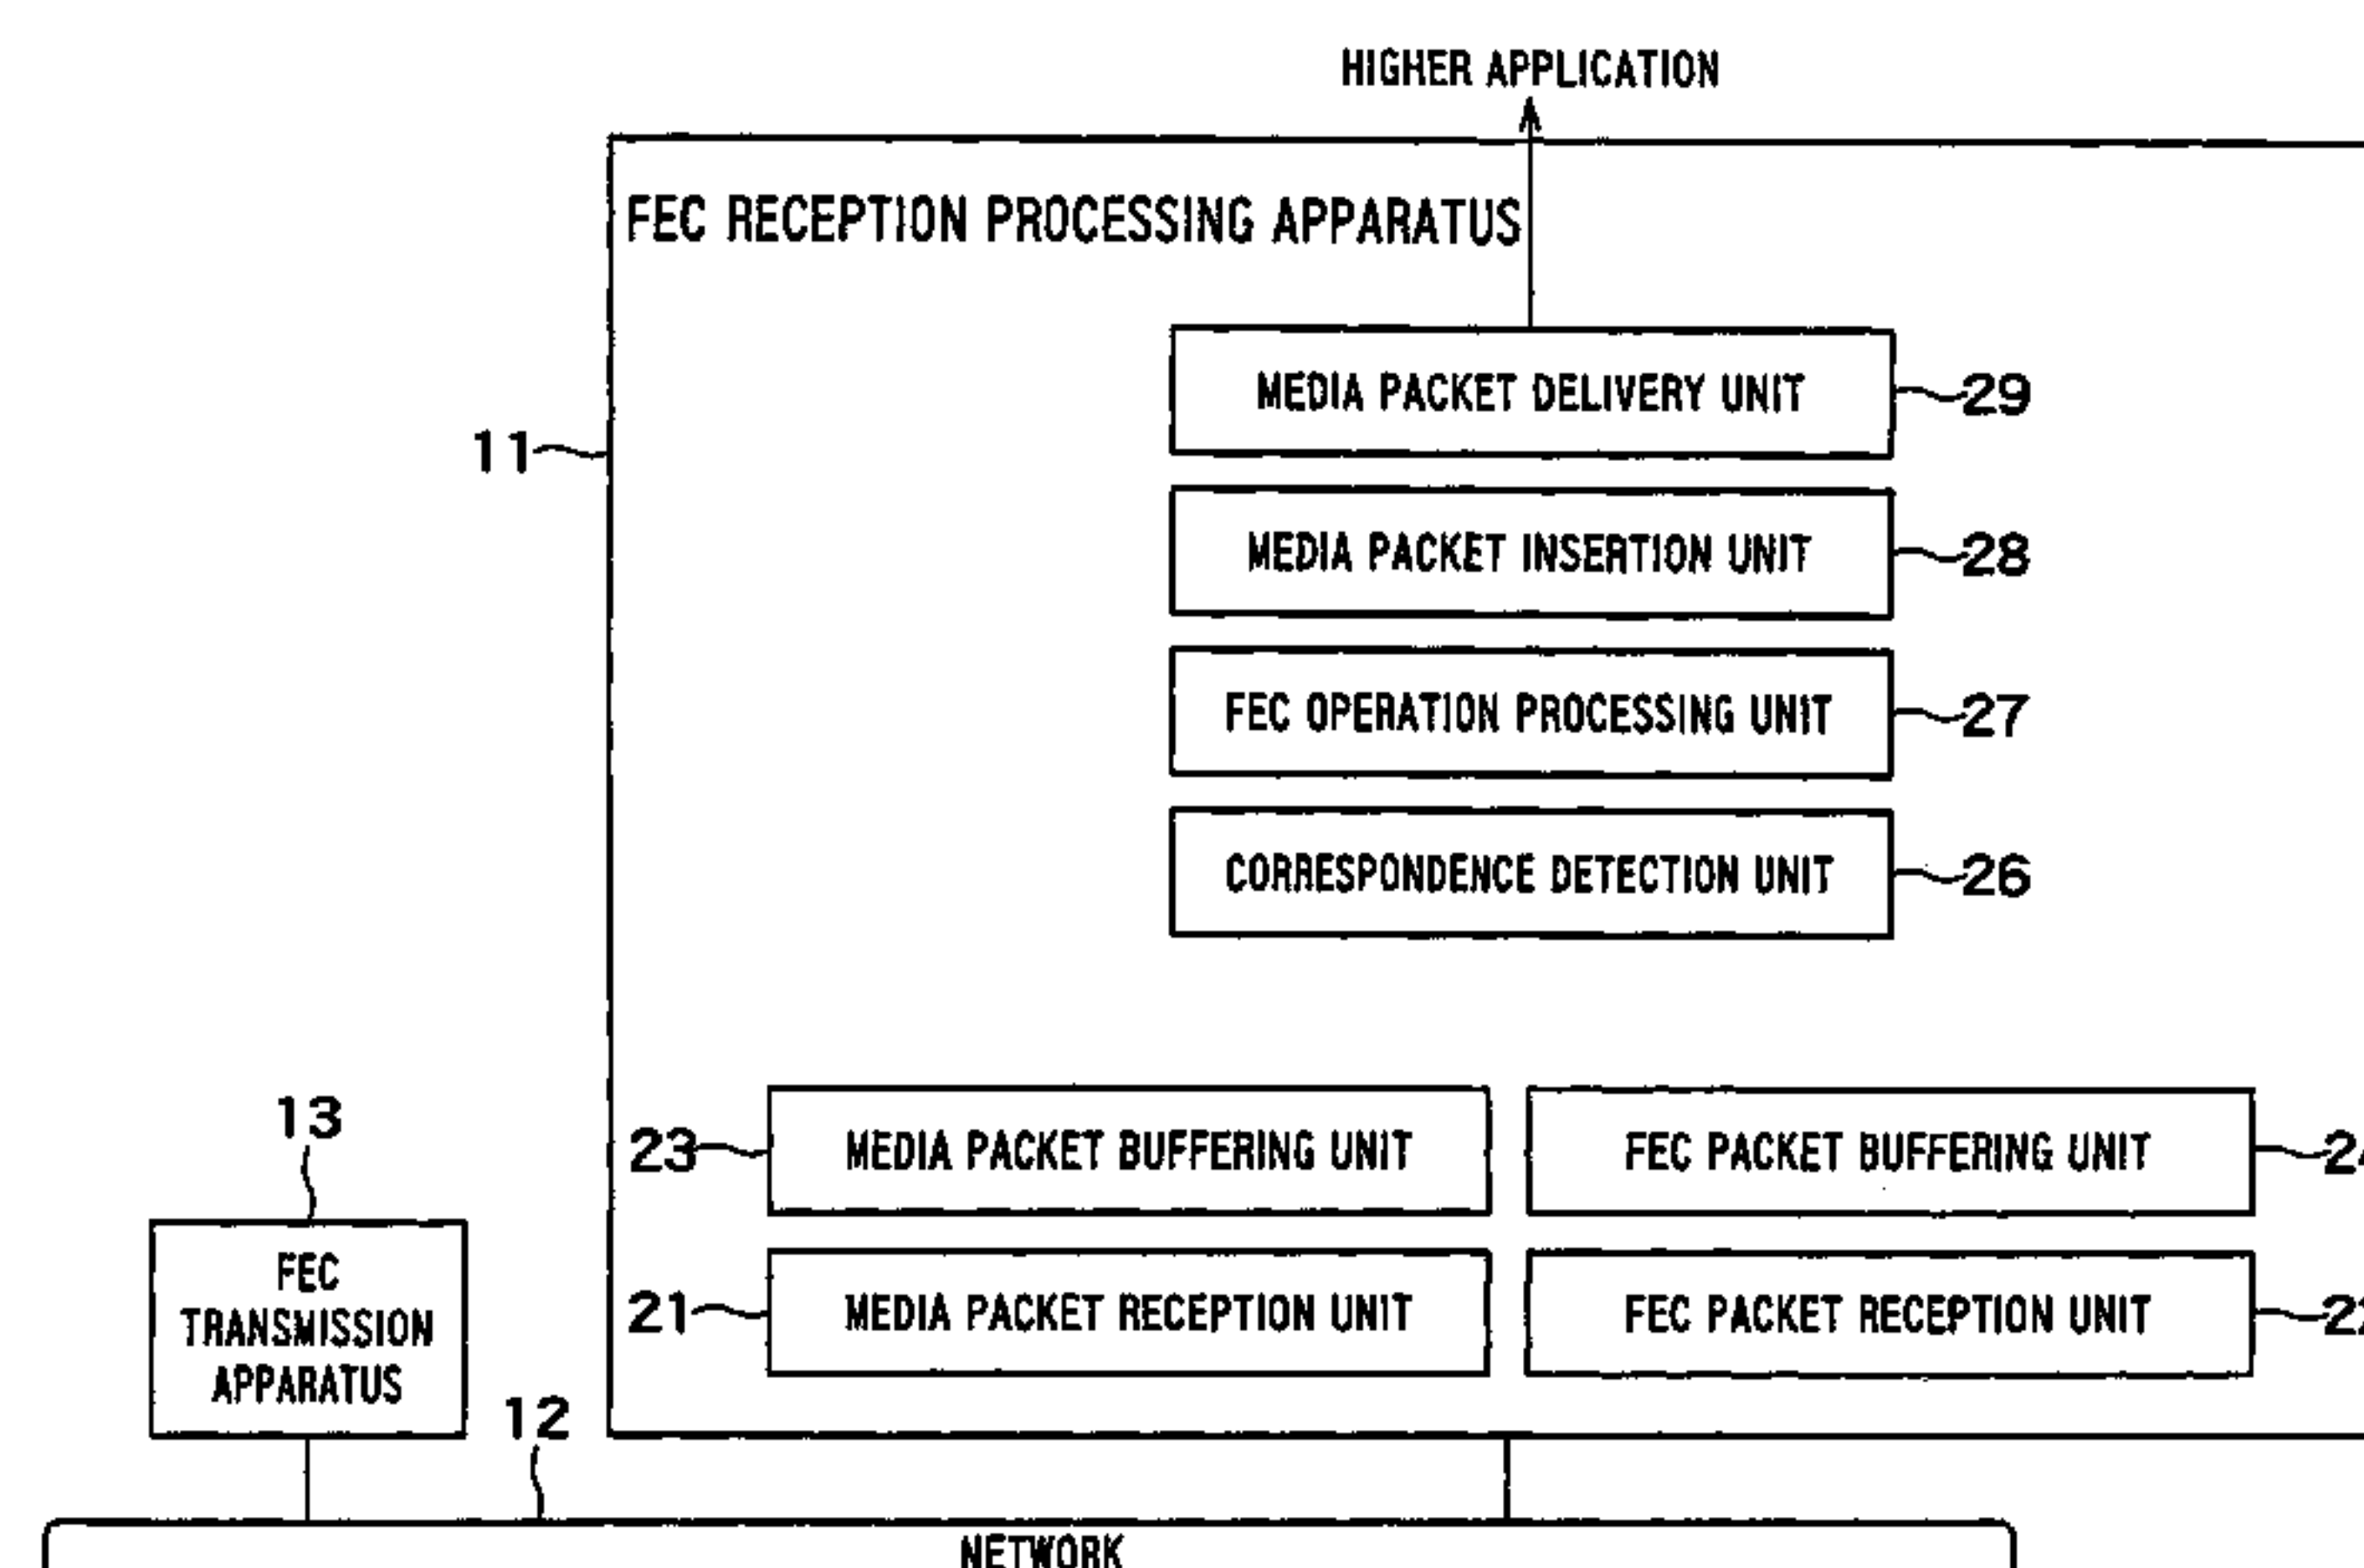 HIGHER APPLICATION
FEC RECEPTION PROCESSING APPARATUS
MEDIA PACKET DELIVERY UNIT
29
11
MEDIA PACKET INSERTION UNIT
28
FEC OPERATION PROCESSING UNIT
27
CORRESPONDENCE DETECTION UNIT
26
13
23
MEDIA PACKET BUFFERING UNIT
FEC PACKET BUFFERING UNIT
FEC
TRANSMISSION
APPARATUS
21
MEDIA PACKET RECEPTION UNIT
FEC PACKET RECEPTION UNIT
12
NETWORK